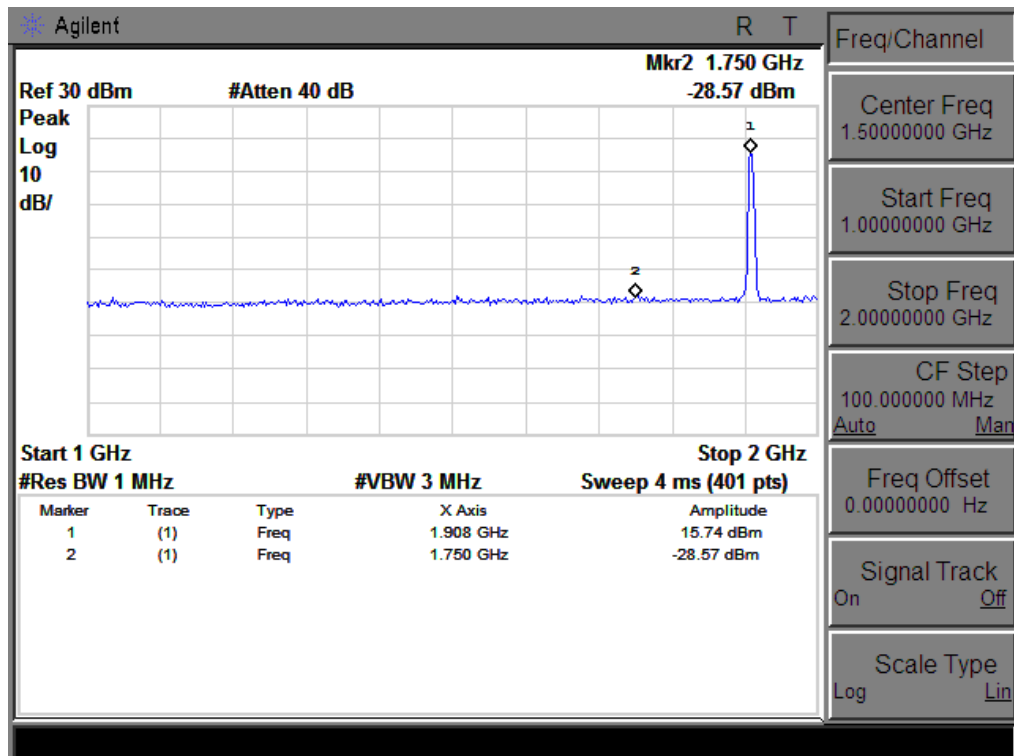 Agilent R T
Mkr2 1.750 GHz
Ref 30 dBm #Atten 40 dB -28.57 dBm
Peak
Log
10
dB/
1
2
Start 1 GHz Stop 2 GHz
#Res BW 1 MHz #VBW 3 MHz Sweep 4 ms (401 pts)
Marker Trace Type X Axis Amplitude
1 (1) Freq 1.908 GHz 15.74 dBm
2 (1) Freq 1.750 GHz -28.57 dBm
Freq/Channel
Center Freq
1.50000000 GHz
Start Freq
1.00000000 GHz
Stop Freq
2.00000000 GHz
CF Step
100.000000 MHz
Auto Man
Freq Offset
0.00000000 Hz
Signal Track
On Off
Scale Type
Log Lin